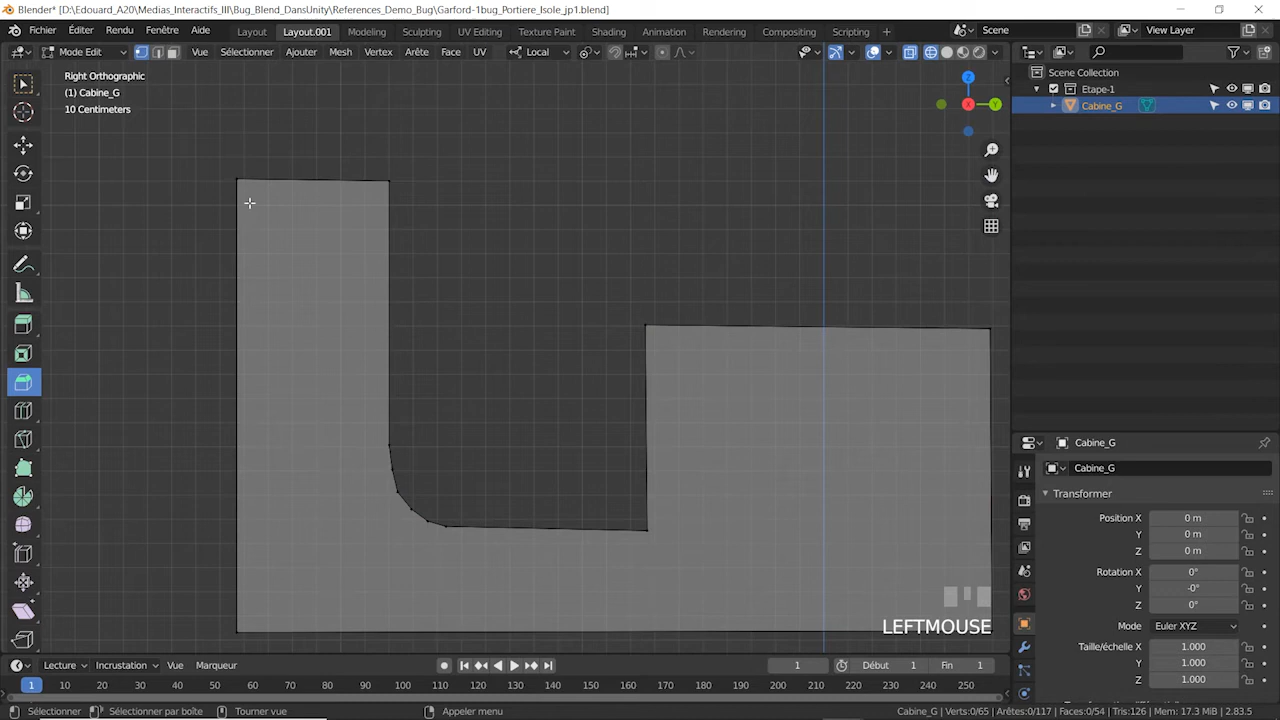 Blender* [D:\Edouard_A20\Medias_Interactifs_III\Bug_Blend_DansUnity\References_Demo_Bug\Garford-1bug_Portiere_Isole_jp1.blend]
Fichier Éditer Rendu Fenêtre Aide Layout Layout.001 Modeling Sculpting UV Editing Texture Paint Shading Animation Rendering Compositing Scripting + Scene View Layer
Mode Edit Vue Sélectionner Ajouter Mesh Vertex Arête Face UV Local
Right Orthographic
(1) Cabine_G
10 Centimeters
Z
X
Y
Scene Collection
Etape-1
Cabine_G
LEFTMOUSE
Cabine_G
Cabine_G
Transformer
Position X 0 m
Y 0 m
Z 0 m
Rotation X 0°
Y -0°
Z 0°
Mode Euler XYZ
Taille/échelle X 1.000
Y 1.000
Z 1.000
Lecture Incrustation Vue Marqueur 1 Début 1 Fin 1
1 10 20 30 40 50 60 70 80 90 100 110 120 130 140 150 160 170 180 190 200 210 220 230 240 250
Sélectionner Sélectionner par boîte Tourner vue Appeler menu Cabine_G | Verts:0/65 | Arêtes:0/117 | Faces:0/54 | Tris:126 | Mem: 17.3 MiB | 2.83.5